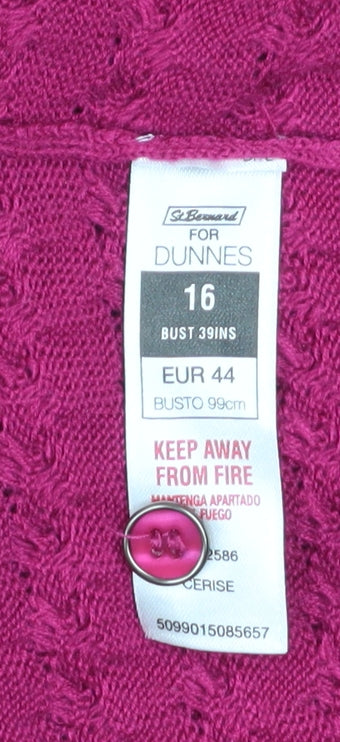 St.Bernard
FOR
DUNNES
16
BUST 39INS
EUR 44
BUSTO 99cm
KEEP AWAY
FROM FIRE
MANTENGA APARTADO
FUEGO
2586
CERISE
5099015085657